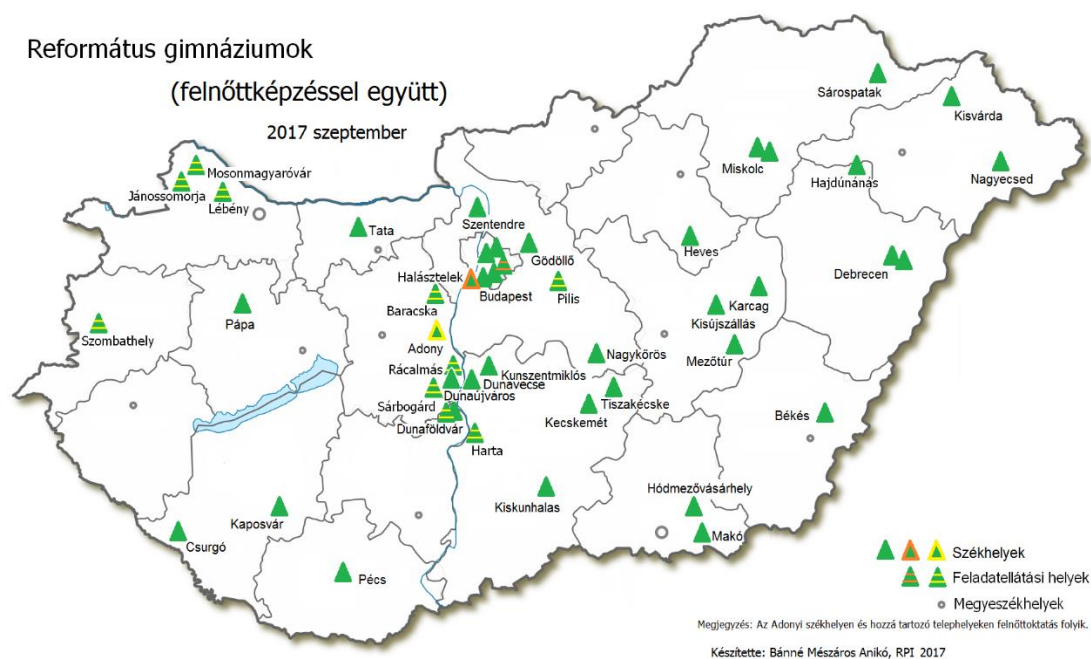 Református gimnáziumok
(felnőttképzéssel együtt)
2017 szeptember
Sárospatak
Kisvárda
Miskolc
Hajdúnánás
Nagyecsed
Mosonmagyaróvár
Jánossomorja
Lébény
Szentendre
Tata
Gödöllő
Heves
Debrecen
Halásztelek
Budapest
Pilis
Baracska
Karcag
Kisújszállás
Pápa
Szombathely
Adony
Mezőtúr
Nagykőrös
Rácalmás
Kunszentmiklós
Dunavecse
Dunaújváros
Tiszakécske
Sárbogárd
Kecskemét
Békés
Dunaföldvár
Harta
Kiskunhalas
Hódmezővásárhely
Kaposvár
Makó
Csurgó
Pécs
Székhelyek
Feladatellátási helyek
Megyeszékhelyek
Megjegyzés: Az Adonyi székhelyen és hozzá tartozó telephelyeken felnőttoktatás folyik.
Készítette: Bánné Mészáros Anikó, RPI 2017